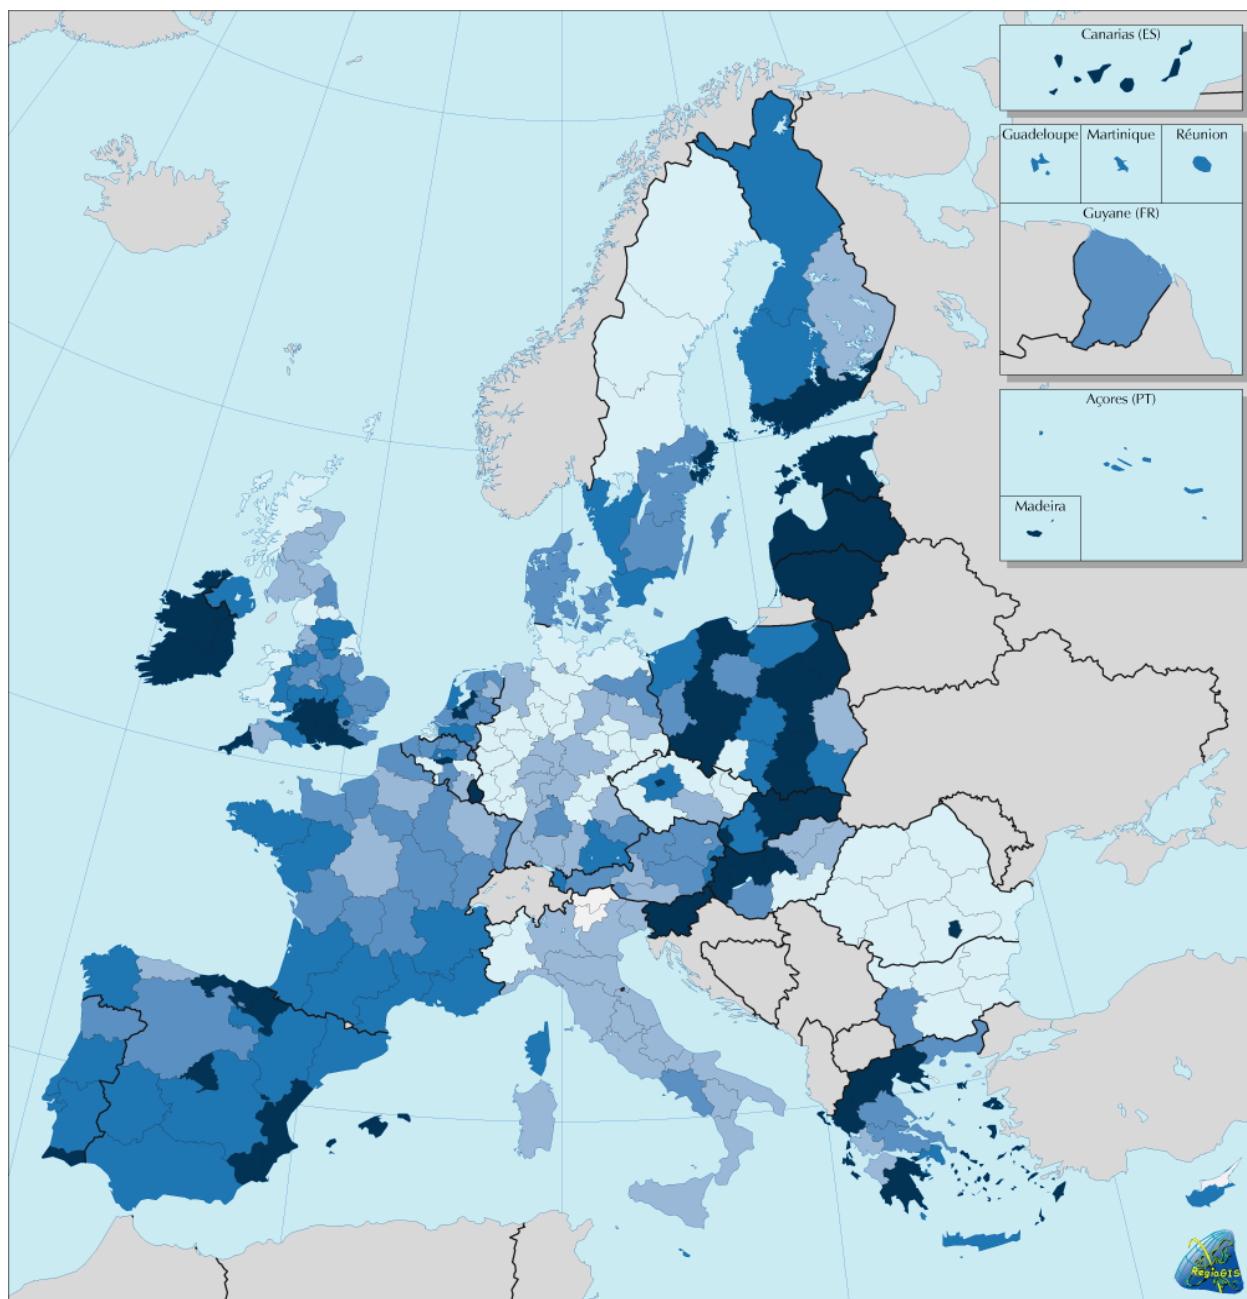 Canarias (ES)
Guadeloupe
Martinique
Réunion
Guyane (FR)
Açores (PT)
Madeira
RegioGIS